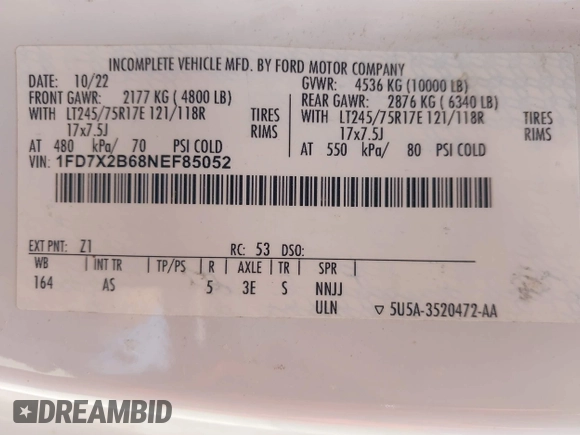 INCOMPLETE VEHICLE MFD. BY FORD MOTOR COMPANY
DATE: 10/22 GVWR: 4536 KG (10000 LB)
FRONT GAWR: 2177 KG ( 4800 LB) REAR GAWR: 2876 KG ( 6340 LB)
WITH LT245/75R17E 121/118R TIRES WITH LT245/75R17E 121/118R TIRES
17x7.5J RIMS 17x7.5J RIMS
AT 480 kPa/ 70 PSI COLD AT 550 kPa/ 80 PSI COLD
VIN: 1FD7X2B68NEF85052
EXT PNT: Z1 RC: 53 DSO:
WB INT TR TP/PS R AXLE TR SPR
164 AS 5 3E S NNJJ
ULN ▽ 5U5A-3520472-AA
DREAMBID